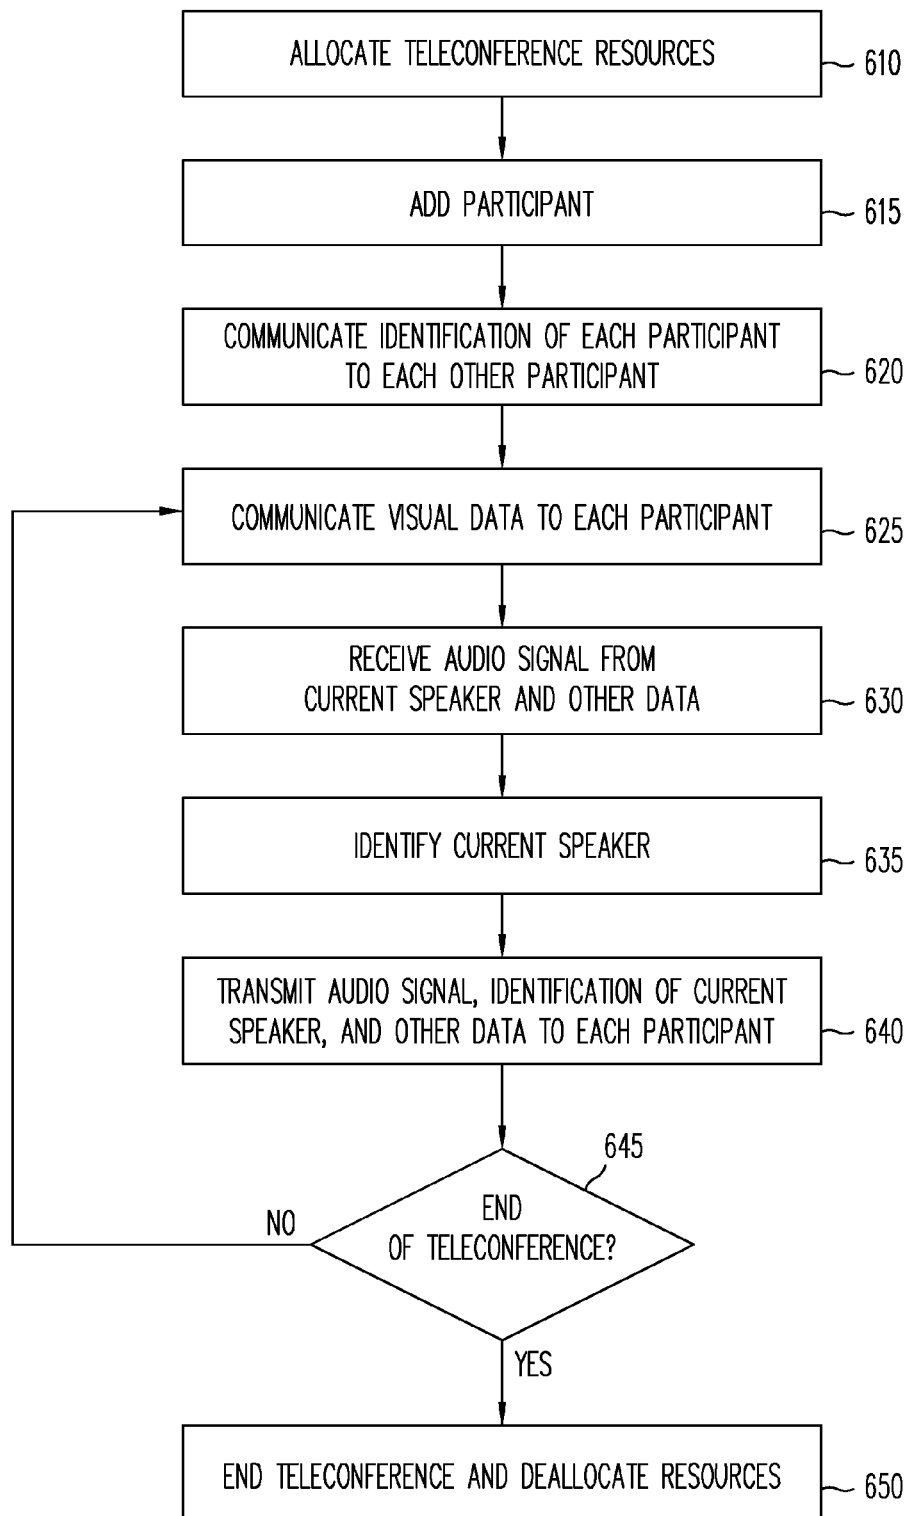 ALLOCATE TELECONFERENCE RESOURCES
610
ADD PARTICIPANT
615
COMMUNICATE IDENTIFICATION OF EACH PARTICIPANT
TO EACH OTHER PARTICIPANT
620
COMMUNICATE VISUAL DATA TO EACH PARTICIPANT
625
RECEIVE AUDIO SIGNAL FROM
CURRENT SPEAKER AND OTHER DATA
630
IDENTIFY CURRENT SPEAKER
635
TRANSMIT AUDIO SIGNAL, IDENTIFICATION OF CURRENT
SPEAKER, AND OTHER DATA TO EACH PARTICIPANT
640
645
END
OF TELECONFERENCE?
NO
YES
END TELECONFERENCE AND DEALLOCATE RESOURCES
650